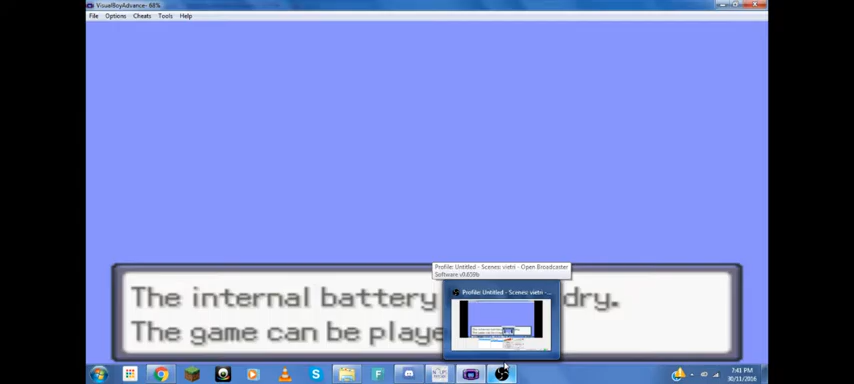 VisualBoyAdvance- 68%
File Options Cheats Tools Help
Profile: Untitled - Scenes: vietri - Open Broadcaster
Software v0.659b
Profile: Untitled - Scenes: vietri -...
The internal battery dry.
The game can be playe
7:41 PM
30/11/2016